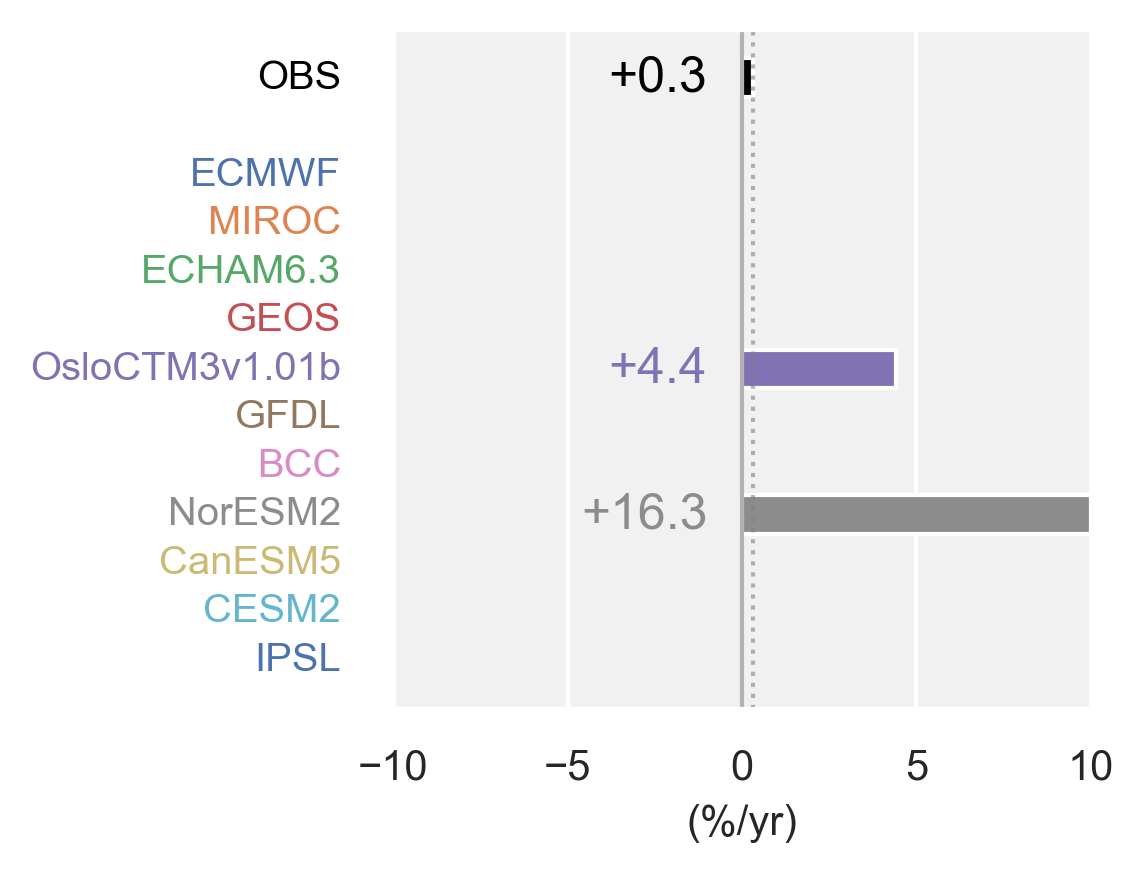 OBS +0.3
ECMWF
MIROC
ECHAM6.3
GEOS
OsloCTM3v1.01b +4.4
GFDL
BCC
NorESM2 +16.3
CanESM5
CESM2
IPSL
−10 −5 0 5 10
(%/yr)